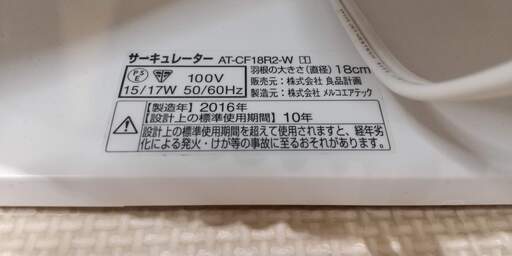 サーキュレーター AT-CF18R2-W 1
PSE 100V 羽根の大きさ(直径)18cm
15/17W 50/60Hz 販売元:株式会社 良品計画
製造元:株式会社 メルコエアテック
【製造年】2016年
【設計上の標準使用期間】10年
設計上の標準使用期間を超えて使用されますと、経年劣
化による発火・けが等の事故に至るおそれがあります。